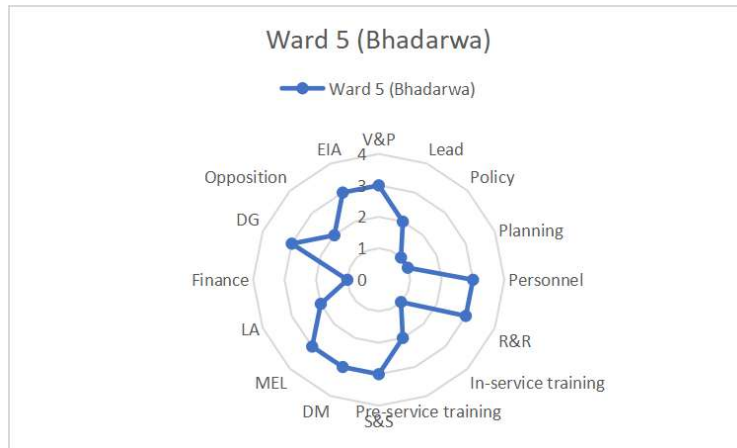 Ward 5 (Bhadarwa)
Ward 5 (Bhadarwa)
V&P
Lead
Policy
Planning
Personnel
R&R
In-service training
Pre-service training
S&S
DM
MEL
LA
Finance
DG
Opposition
EIA
4
3
2
1
0